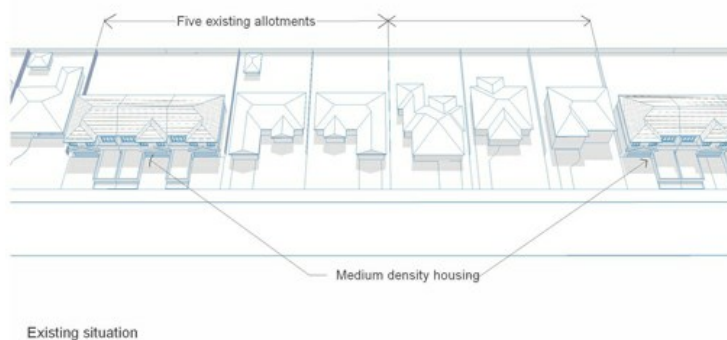 Five existing allotments
Medium density housing
Existing situation